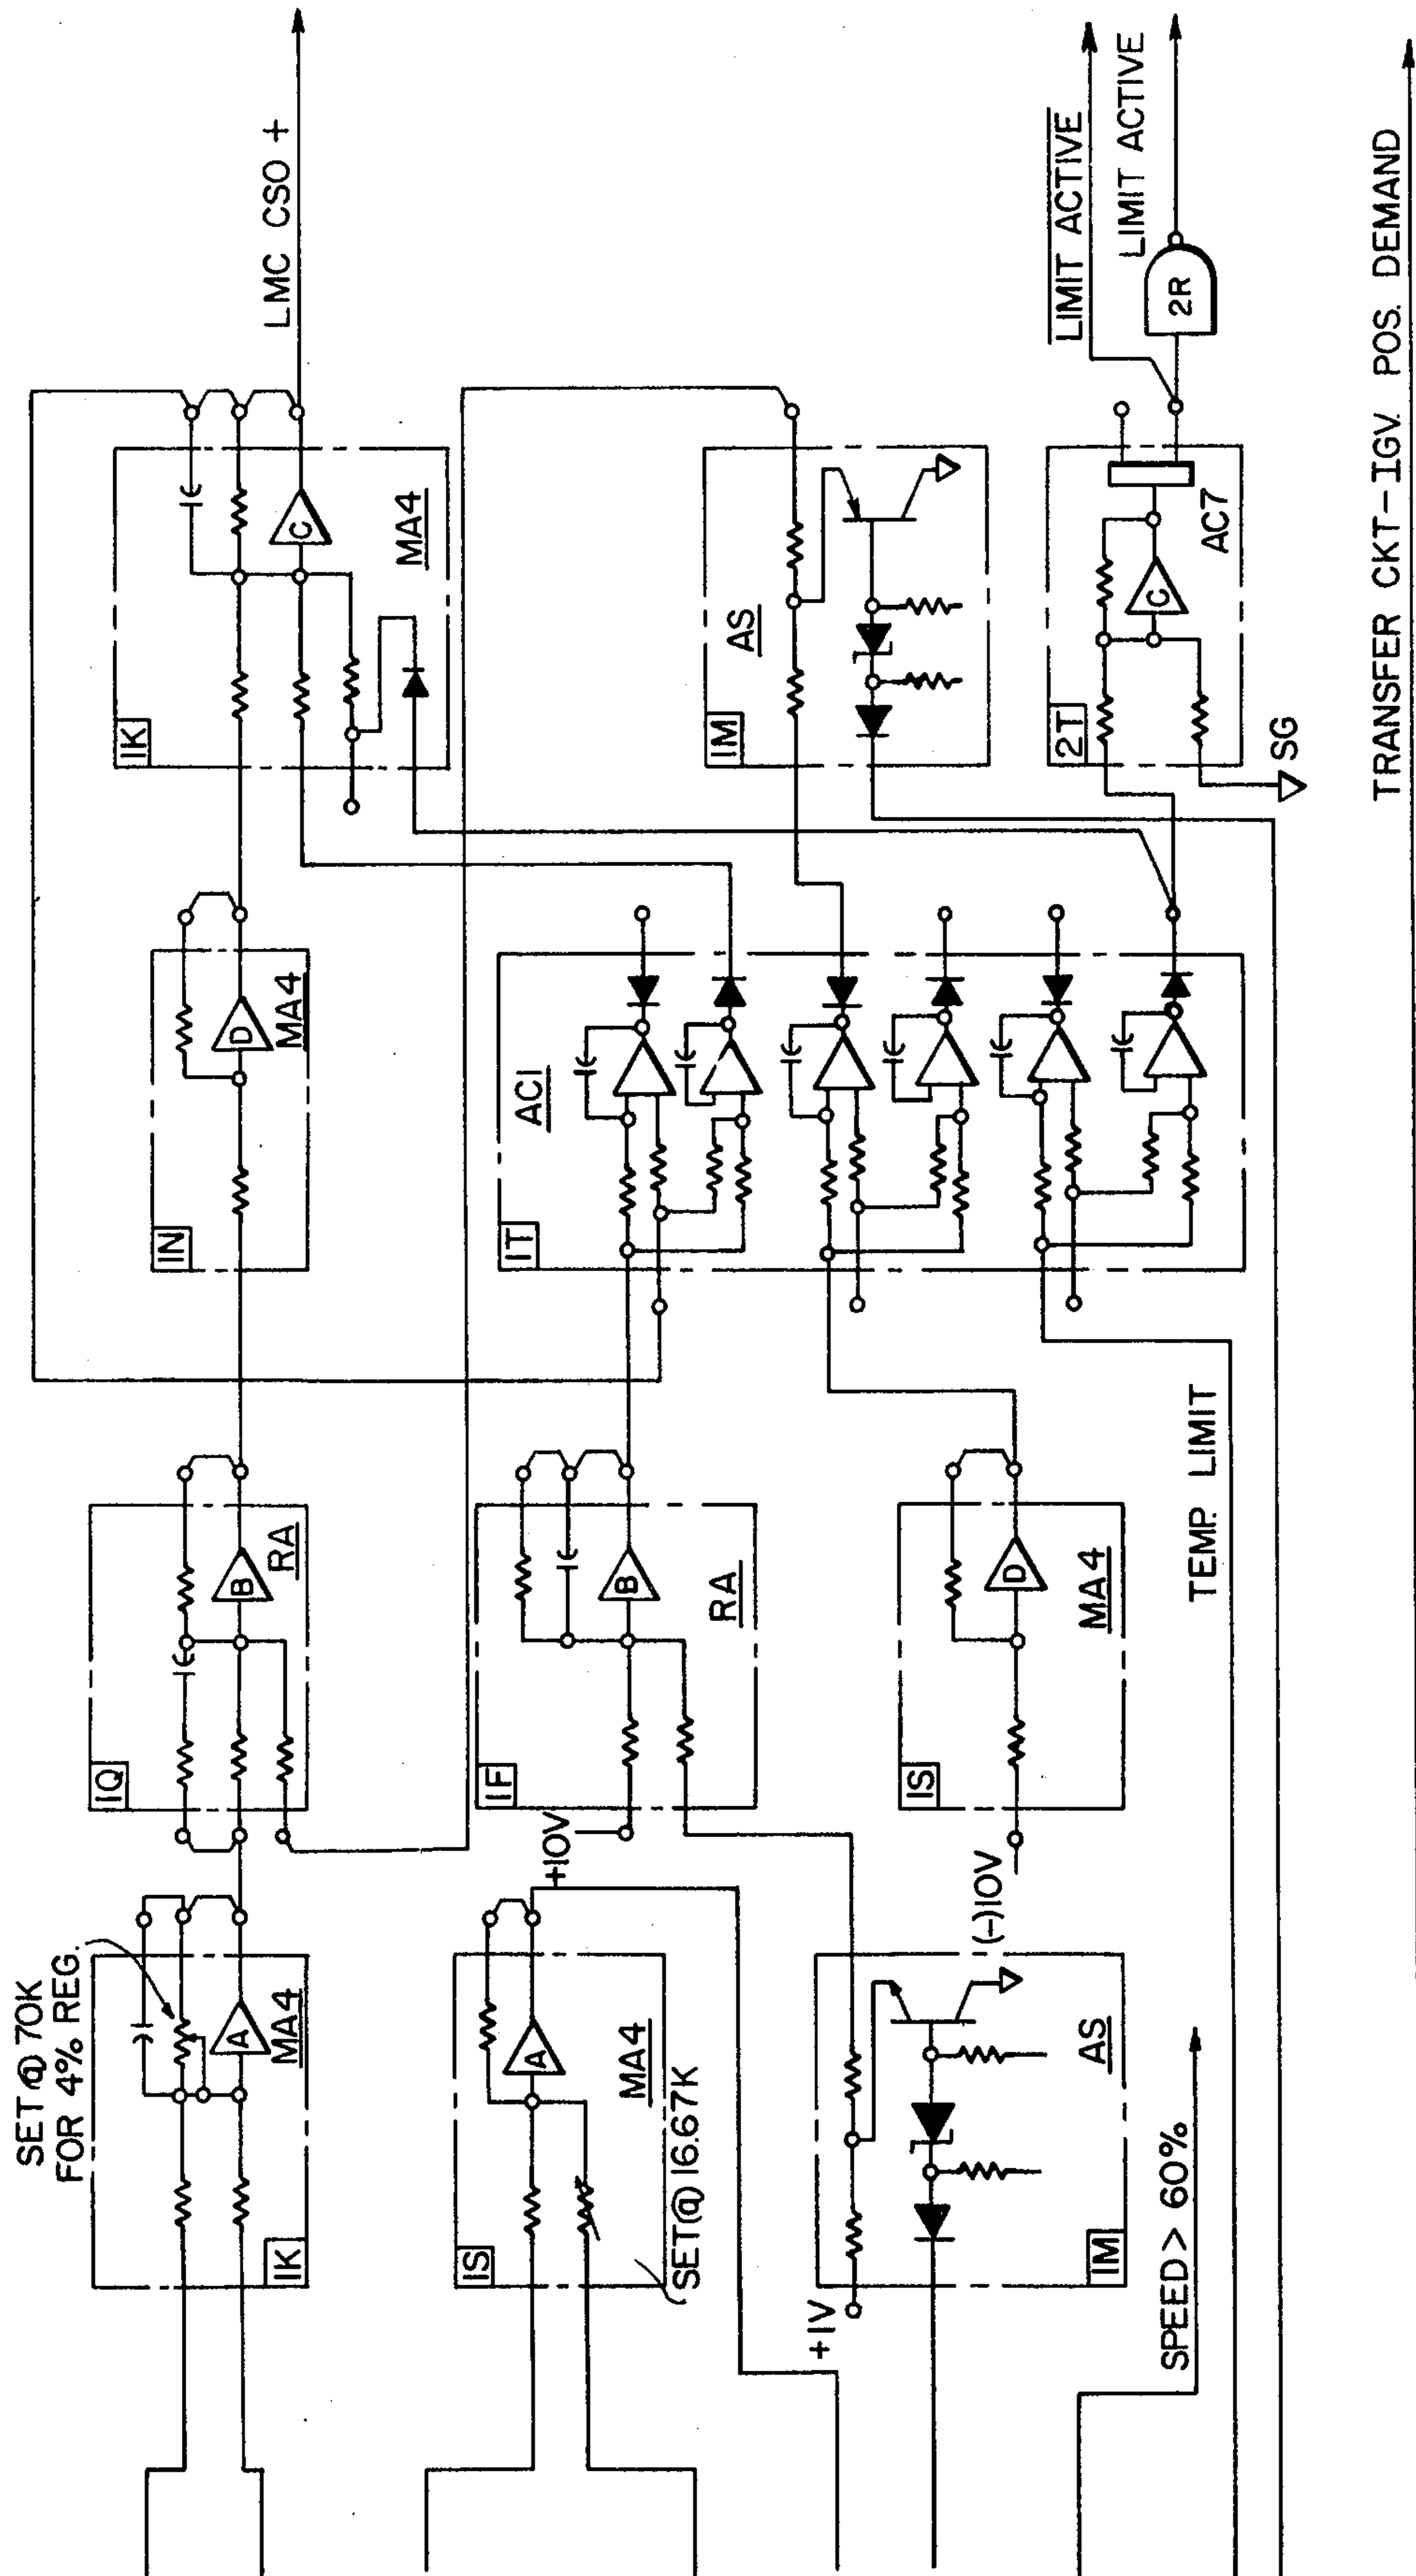 LMC CSO +
LIMIT ACTIVE
LIMIT ACTIVE
TRANSFER CKT-IGV. POS. DEMAND
2R
C
MA4
IK
AS
IM
C
AC7
2T
SG
D
MA4
IN
ACI
IT
B
RA
IQ
B
RA
IF
+10V
D
MA4
IS
(-)10V
TEMP. LIMIT
SET @ 70K
FOR 4% REG.
A
MA4
IK
A
MA4
IS
SET @ 16.67K
AS
IM
+1V
SPEED > 60%